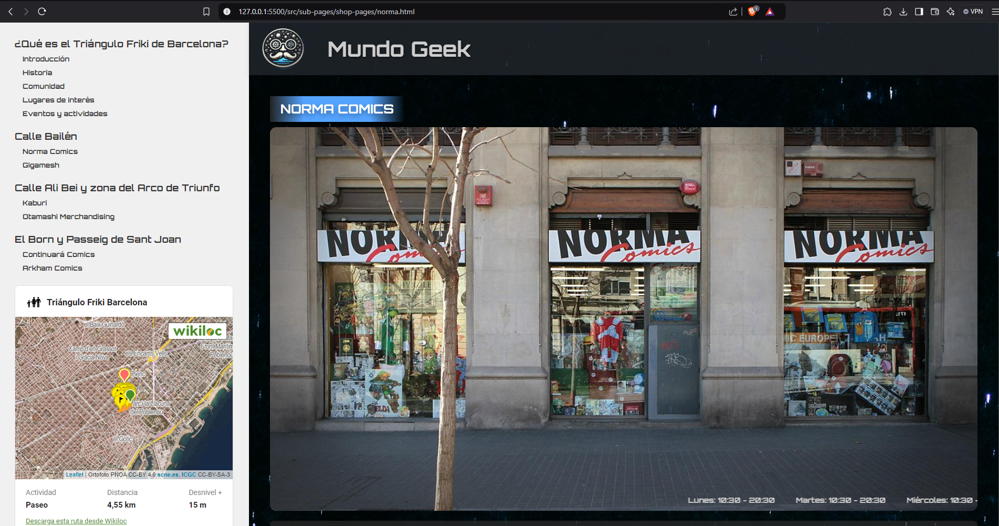 127.0.0.1:5500/src/sub-pages/shop-pages/norma.html
1
VPN
¿Qué es el Triángulo Friki de Barcelona?
Introducción
Historia
Comunidad
Lugares de interés
Eventos y actividades
Calle Bailén
Norma Comics
Gigamesh
Calle Ali Bei y zona del Arco de Triunfo
Kaburi
Otamashi Merchandising
El Born y Passeig de Sant Joan
Continuará Comics
Arkham Comics
Triángulo Friki Barcelona
el Baix Guinardó
wikiloc
Camp d'en Grassot
i Gràcia Nova
els Encants Vells
Front Marítim
Poblenou
Pienc
Parc i la Llacuna
del Poblenou
el Gòtic
Leaflet | Ortofoto PNOA CC-BY 4.0 scne.es, ICGC CC-BY-SA-3
Actividad Distancia Desnivel +
Paseo 4,55 km 15 m
Descarga esta ruta desde Wikiloc
Mundo Geek
NORMA COMICS
NORMA Comics
NORMA Comics
NORMA Comics
MIC EUROPE
ZELDA
Lunes: 10:30 - 20:30 Martes: 10:30 - 20:30 Miércoles: 10:30 -